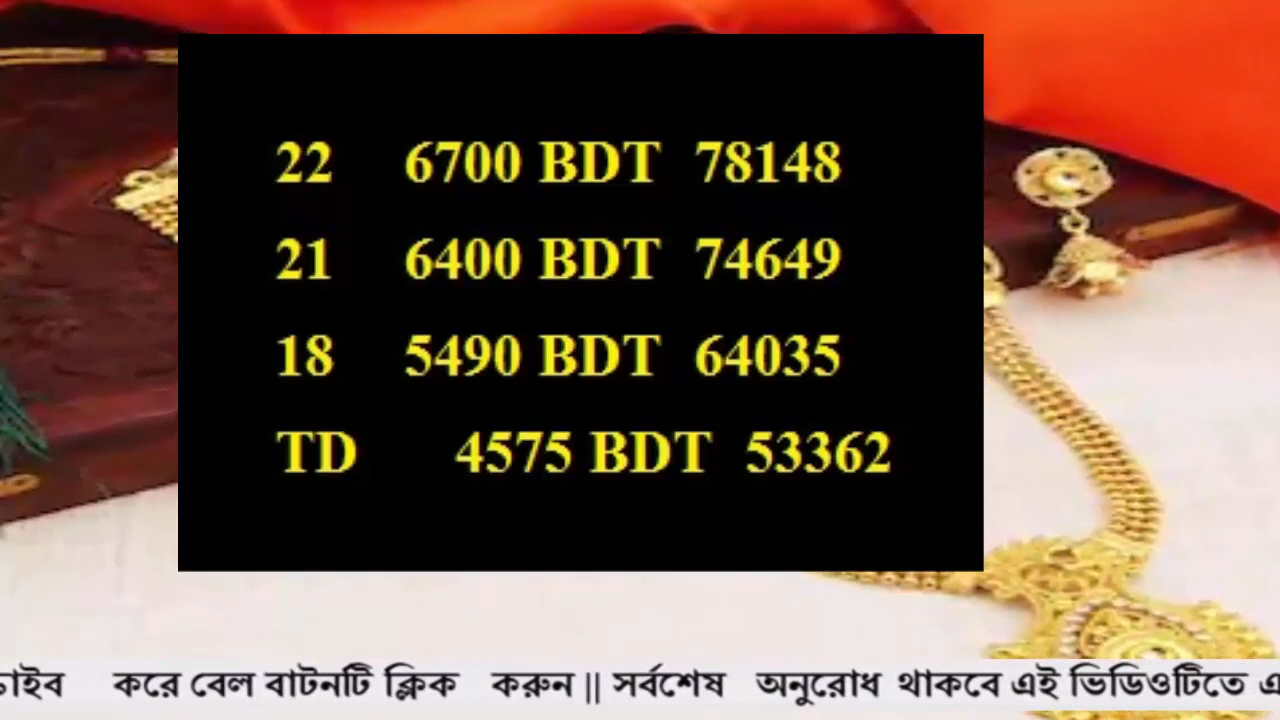 22 6700 BDT 78148
21 6400 BDT 74649
18 5490 BDT 64035
TD 4575 BDT 53362
করে বেল বাটনটি ক্লিক করুন || সর্বশেষ অনুরোধ থাকবে এই ভিডিওটিতে